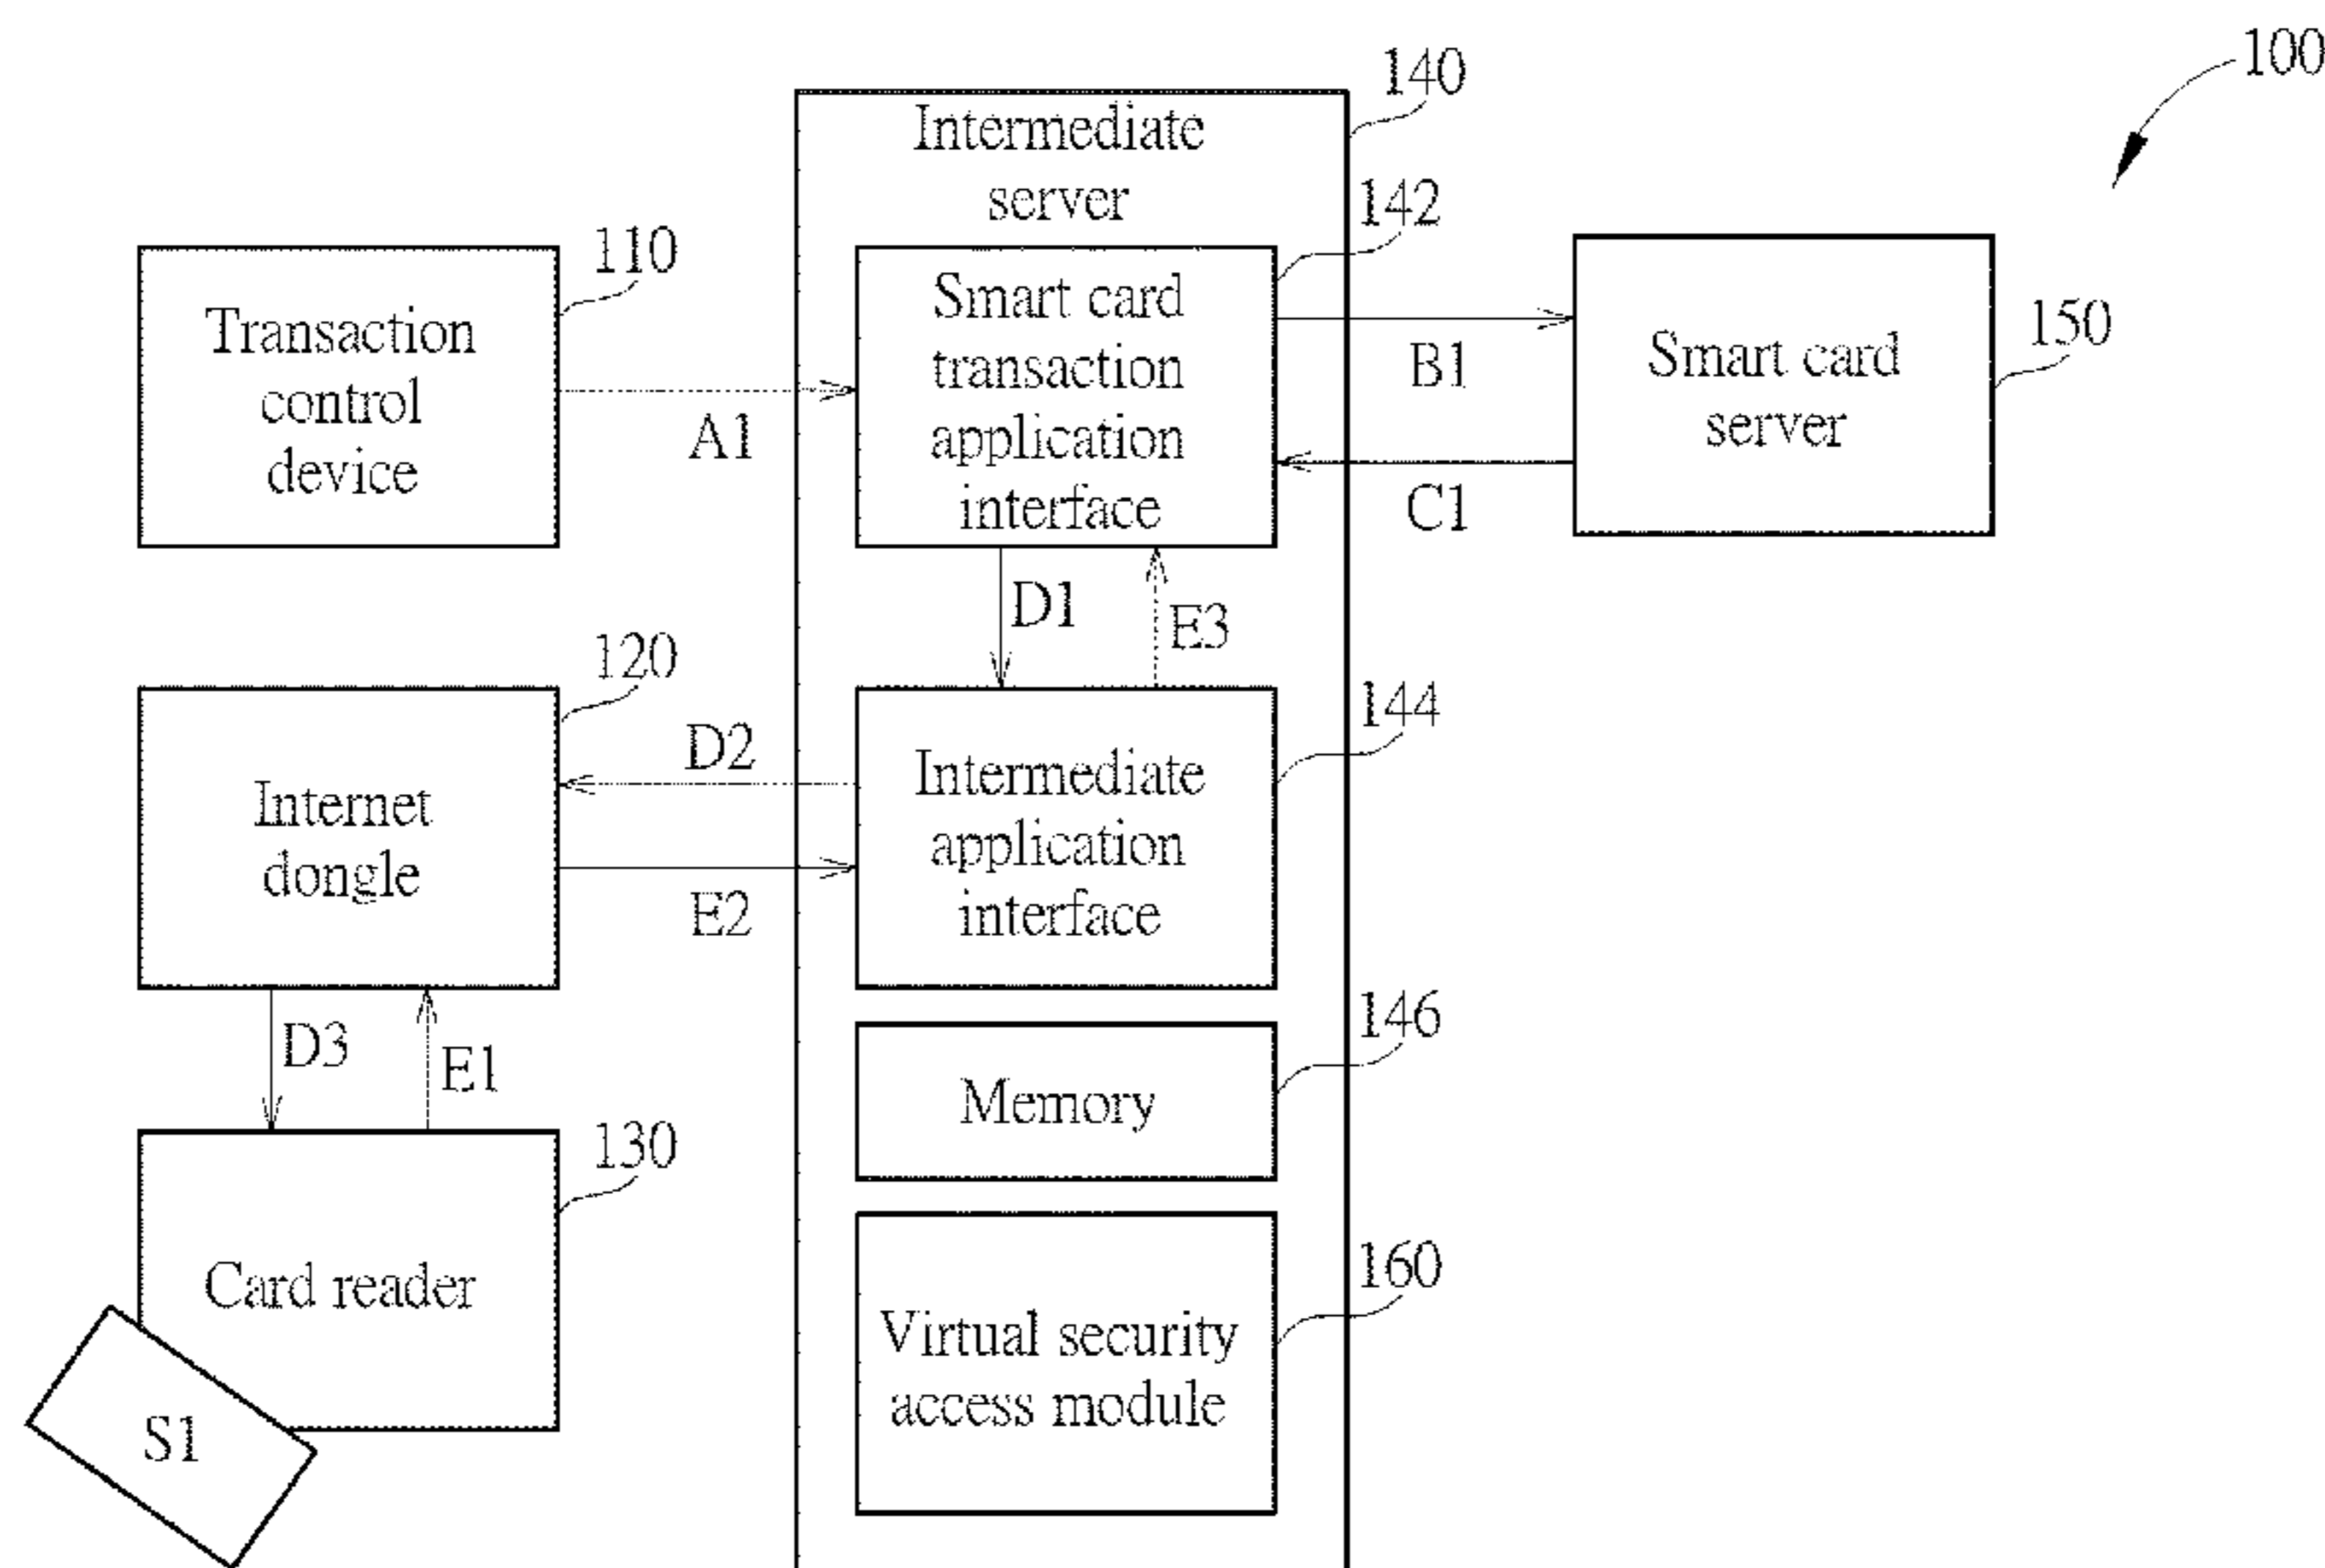 100
140
Intermediate
server
142
110
Transaction
control
device
A1
Smart card
transaction
application
interface
B1
C1
150
Smart card
server
D1
E3
120
Internet
dongle
D2
E2
144
Intermediate
application
interface
D3
E1
146
Memory
130
Card reader
S1
160
Virtual security
access module